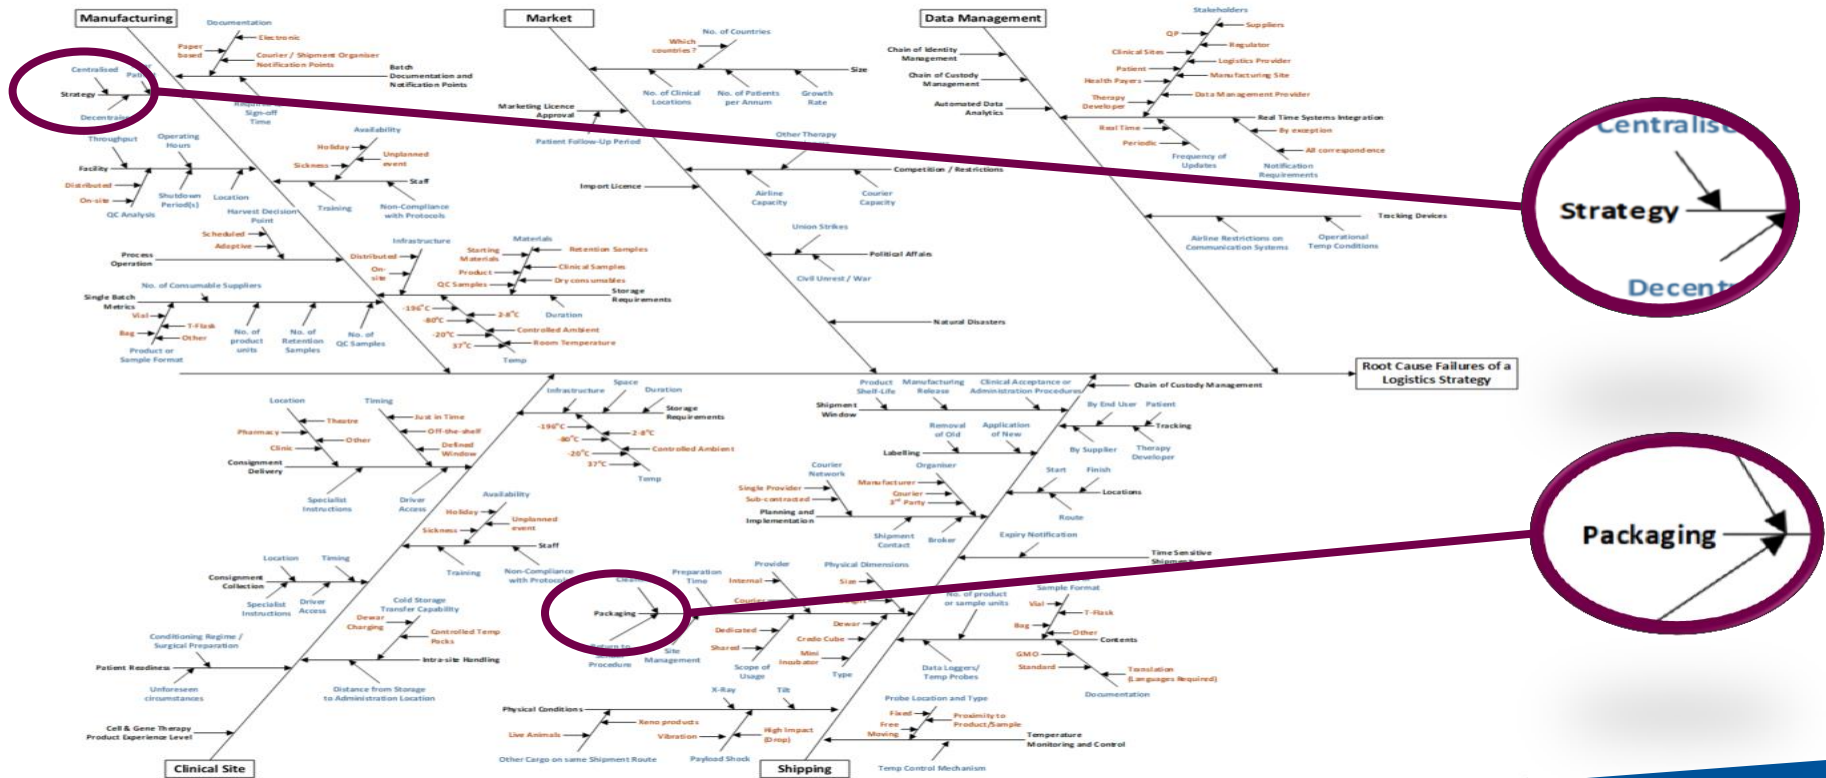 Manufacturing
Documentation
Electronic
Paper
based
Courier / Shipment Organiser
Notification Points
Batch
Documentation and
Notification Points
Centralised
Strategy
Sign-off
Time
Throughput
Operating
Hours
Facility
Distributed
On-site
QC Analysis
Shutdown
Period(s)
Location
Availability
Holiday
Sickness
Unplanned
event
Staff
Training
Non-Compliance
with Protocols
Harvest Decision
Point
Scheduled
Adaptive
Process
Operation
Infrastructure
Distributed
On-
site
Materials
Starting
Materials
Retention Samples
Product
Clinical Samples
QC Samples
Dry consumables
Storage
Requirements
-196°C
-80°C
-20°C
37°C
2-8°C
Duration
Controlled Ambient
Room Temperature
Temp
No. of Consumable Suppliers
Single Batch
Metrics
Vial
T-Flask
Bag
Other
Product or
Sample Format
No. of
product
units
No. of
Retention
Samples
No. of
QC Samples
Market
No. of Countries
Which
countries?
Size
No. of Clinical
Locations
No. of Patients
per Annum
Growth
Rate
Marketing Licence
Approval
Patient Follow-Up Period
Other Therapy
Competition / Restrictions
Import Licence
Airline
Capacity
Courier
Capacity
Union Strikes
Political Affairs
Civil Unrest / War
Natural Disasters
Data Management
Chain of Identity
Management
Chain of Custody
Management
Automated Data
Analytics
Stakeholders
Suppliers
QP
Regulator
Clinical Sites
Logistics Provider
Patient
Manufacturing Site
Health Payers
Data Management Provider
Therapy
Developer
Real Time Systems Integration
Real Time
Periodic
By exception
All correspondence
Frequency of
Updates
Notification
Requirements
Tracking Devices
Airline Restrictions on
Communication Systems
Operational
Temp Conditions
Strategy
Root Cause Failures of a
Logistics Strategy
Location
Theatre
Pharmacy
Other
Clinic
Timing
Just in Time
Off-the-shelf
Defined
Window
Consignment
Delivery
Specialist
Instructions
Driver
Access
Infrastructure
Space
Duration
Storage
Requirements
-196°C
-80°C
-20°C
37°C
2-8°C
Controlled Ambient
Temp
Availability
Holiday
Sickness
Unplanned
event
Staff
Training
Non-Compliance
with Protocols
Location
Timing
Consignment
Collection
Specialist
Instructions
Driver
Access
Cold Storage
Transfer Capability
Dewar
Charging
Controlled Temp
Packs
Intra-site Handling
Distance from Storage
to Administration Location
Conditioning Regime /
Surgical Preparation
Patient Readiness
Unforeseen
circumstances
Cell & Gene Therapy
Product Experience Level
Clinical Site
Product
Shelf-Life
Manufacturing
Release
Clinical Acceptance or
Administration Procedures
Chain of Custody Management
Shipment
Window
By End User
Patient
Tracking
By Supplier
Therapy
Developer
Removal
of Old
Application
of New
Labelling
Start
Finish
Locations
Route
Courier
Network
Single Provider
Sub-contracted
Organiser
Manufacturer
Courier
3rd Party
Planning and
Implementation
Shipment
Contact
Broker
Expiry Notification
Time Sensitive
Preparation
Time
Provider
Internal
Physical Dimensions
Size
Packaging
Procedure
Site
Management
Dedicated
Shared
Scope of
Usage
Dewar
Credo Cube
Mini
Incubator
Type
No. of product
or sample units
Sample Format
Vial
T-Flask
Bag
Other
Contents
GMO
Standard
Translation
(Languages Required)
Documentation
Data Loggers/
Temp Probes
X-Ray
Tilt
Physical Conditions
Xeno products
Live Animals
Vibration
High Impact
(Drop)
Other Cargo on same Shipment Route
Payload Shock
Probe Location and Type
Fixed
Free
Moving
Proximity to
Product/Sample
Temperature
Monitoring and Control
Temp Control Mechanism
Shipping
Packaging